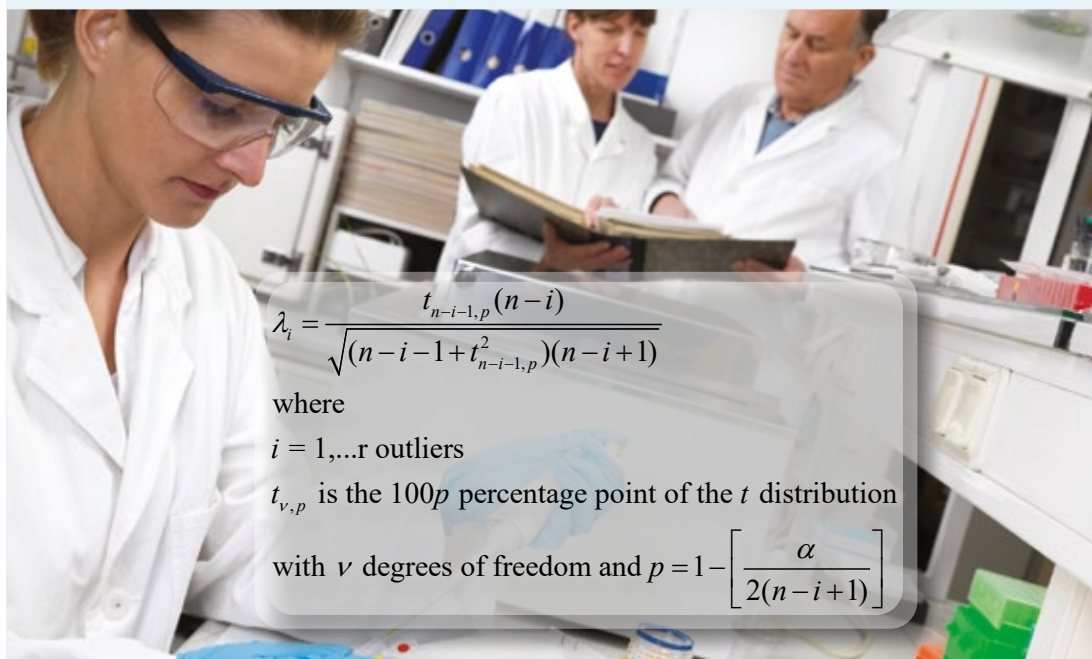 λ_i = t_{n−i−1,p}(n−i) / √((n−i−1+t²_{n−i−1,p})(n−i+1))
where
i = 1,...r outliers
t_{ν,p} is the 100p percentage point of the t distribution
with ν degrees of freedom and p = 1−[α / 2(n−i+1)]